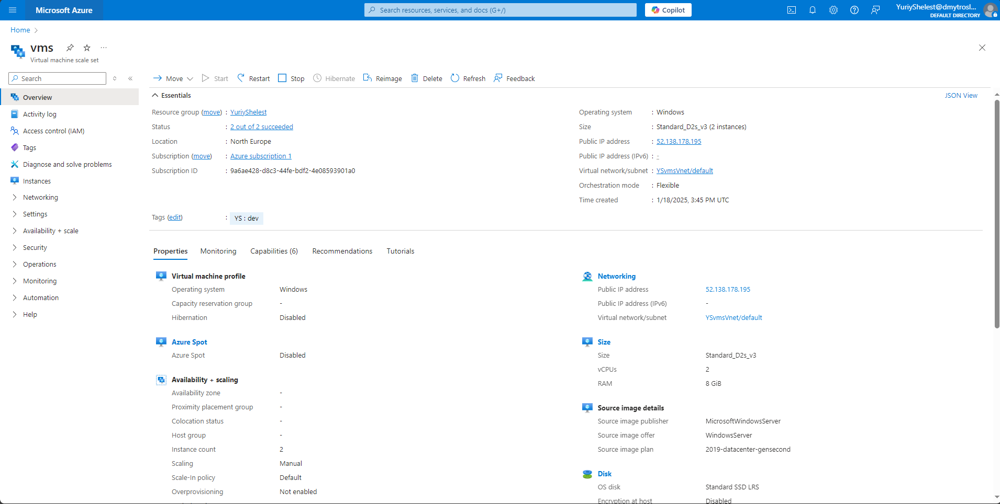 Microsoft Azure
Search resources, services, and docs (G+/)
Copilot
YuriyShelest@dmytrosl...
DEFAULT DIRECTORY
Home
vms
Virtual machine scale set
Search
Move
Start
Restart
Stop
Hibernate
Reimage
Delete
Refresh
Feedback
Overview
Activity log
Access control (IAM)
Tags
Diagnose and solve problems
Instances
Networking
Settings
Availability + scale
Security
Operations
Monitoring
Automation
Help
Essentials
JSON View
Resource group (move) : YuriyShelest
Status : 2 out of 2 succeeded
Location : North Europe
Subscription (move) : Azure subscription 1
Subscription ID : 9a6ae428-d8c3-44fe-bdf2-4e08593901a0
Operating system : Windows
Size : Standard_D2s_v3 (2 instances)
Public IP address : 52.138.178.195
Public IP address (IPv6) : -
Virtual network/subnet : YSvmsVnet/default
Orchestration mode : Flexible
Time created : 1/18/2025, 3:45 PM UTC
Tags (edit) : YS : dev
Properties
Monitoring
Capabilities (6)
Recommendations
Tutorials
Virtual machine profile
Operating system Windows
Capacity reservation group -
Hibernation Disabled
Azure Spot
Azure Spot Disabled
Availability + scaling
Availability zone -
Proximity placement group -
Colocation status -
Host group -
Instance count 2
Scaling Manual
Scale-In policy Default
Overprovisioning Not enabled
Networking
Public IP address 52.138.178.195
Public IP address (IPv6) -
Virtual network/subnet YSvmsVnet/default
Size
Size Standard_D2s_v3
vCPUs 2
RAM 8 GiB
Source image details
Source image publisher MicrosoftWindowsServer
Source image offer WindowsServer
Source image plan 2019-datacenter-gensecond
Disk
OS disk Standard SSD LRS
Encryption at host Disabled